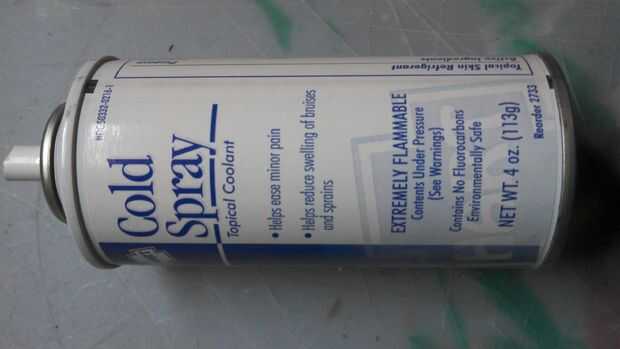 Cold
Spray
Topical Coolant
• Helps ease minor pain
• Helps reduce swelling of bruises
and sprains
EXTREMELY FLAMMABLE
Contents Under Pressure
(See Warnings)
Contains No Fluorocarbons
Environmentally Safe
NET WT. 4 oz. (113g)
Reorder 2733
Topical Skin Refrigerant
Active Ingredients
Purpose